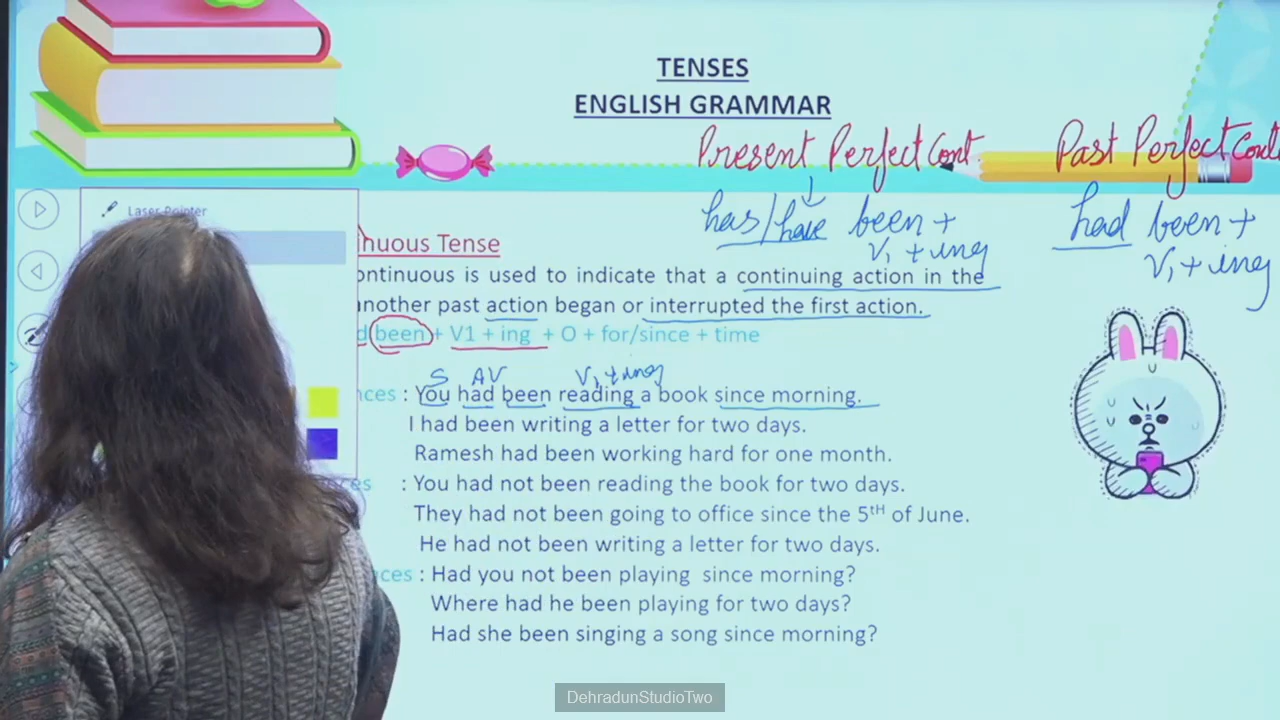 TENSES
ENGLISH GRAMMAR
Present Perfect Cont
Past Perfect Conti
has/have been +
V1 + ing
had been +
V1 + ing
Laser Pointer
nuous Tense
ontinuous is used to indicate that a continuing action in the
nother past action began or interrupted the first action.
d been + V1 + ing + O + for/since + time
S AV V1 + ing
nces : You had been reading a book since morning.
I had been writing a letter for two days.
Ramesh had been working hard for one month.
ces : You had not been reading the book for two days.
They had not been going to office since the 5TH of June.
He had not been writing a letter for two days.
nces : Had you not been playing since morning?
Where had he been playing for two days?
Had she been singing a song since morning?
DehradunStudioTwo